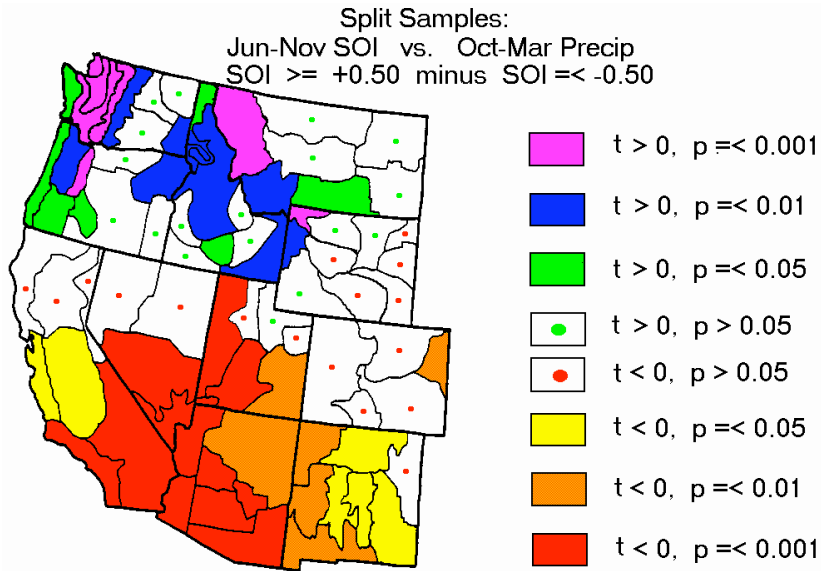 Split Samples:
Jun-Nov SOI vs. Oct-Mar Precip
SOI >= +0.50 minus SOI =< -0.50
t > 0, p =< 0.001
t > 0, p =< 0.01
t > 0, p =< 0.05
t > 0, p > 0.05
t < 0, p > 0.05
t < 0, p =< 0.05
t < 0, p =< 0.01
t < 0, p =< 0.001